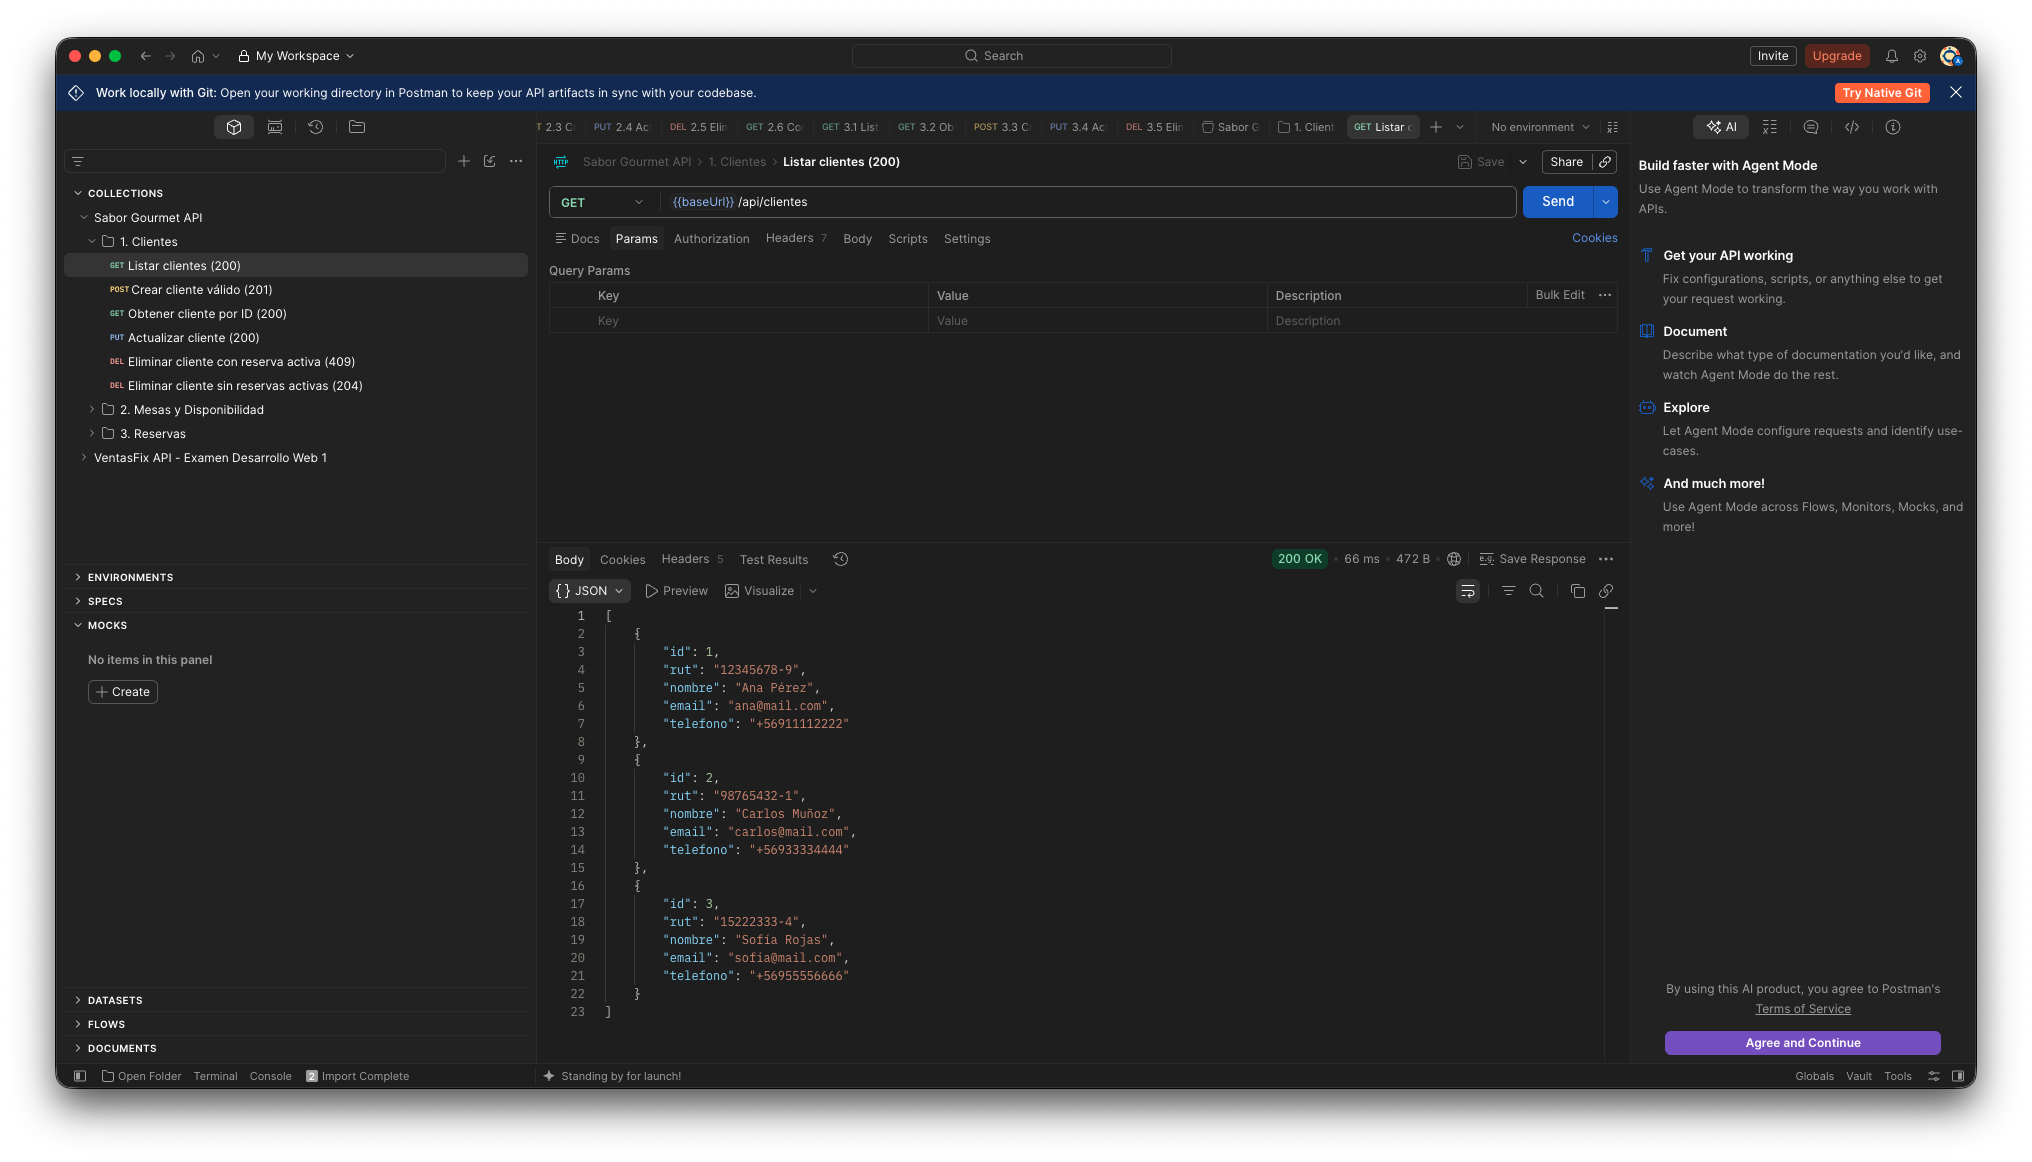 My Workspace
Search
Invite
Upgrade
Work locally with Git: Open your working directory in Postman to keep your API artifacts in sync with your codebase.
Try Native Git
T 2.3 C
PUT 2.4 Ac
DEL 2.5 Elin
GET 2.6 Co
GET 3.1 List
GET 3.2 Ob
POST 3.3 C
PUT 3.4 Ac
DEL 3.5 Elin
Sabor G
1. Client
GET Listar c
No environment
AI
COLLECTIONS
Sabor Gourmet API
1. Clientes
GET Listar clientes (200)
POST Crear cliente válido (201)
GET Obtener cliente por ID (200)
PUT Actualizar cliente (200)
DEL Eliminar cliente con reserva activa (409)
DEL Eliminar cliente sin reservas activas (204)
2. Mesas y Disponibilidad
3. Reservas
VentasFix API - Examen Desarrollo Web 1
ENVIRONMENTS
SPECS
MOCKS
No items in this panel
Create
DATASETS
FLOWS
DOCUMENTS
HTTP Sabor Gourmet API > 1. Clientes > Listar clientes (200)
Save
Share
GET
{{baseUrl}} /api/clientes
Send
Docs Params Authorization Headers 7 Body Scripts Settings
Cookies
Query Params
Key Value Description Bulk Edit
Key Value Description
Body Cookies Headers 5 Test Results
200 OK • 66 ms • 472 B
e.g. Save Response
{} JSON
Preview
Visualize
1 [
2 {
3 "id": 1,
4 "rut": "12345678-9",
5 "nombre": "Ana Pérez",
6 "email": "ana@mail.com",
7 "telefono": "+56911112222"
8 },
9 {
10 "id": 2,
11 "rut": "98765432-1",
12 "nombre": "Carlos Muñoz",
13 "email": "carlos@mail.com",
14 "telefono": "+56933334444"
15 },
16 {
17 "id": 3,
18 "rut": "15222333-4",
19 "nombre": "Sofía Rojas",
20 "email": "sofia@mail.com",
21 "telefono": "+56955556666"
22 }
23 ]
Build faster with Agent Mode
Use Agent Mode to transform the way you work with
APIs.
Get your API working
Fix configurations, scripts, or anything else to get
your request working.
Document
Describe what type of documentation you'd like, and
watch Agent Mode do the rest.
Explore
Let Agent Mode configure requests and identify use-
cases.
And much more!
Use Agent Mode across Flows, Monitors, Mocks, and
more!
By using this AI product, you agree to Postman's
Terms of Service
Agree and Continue
Open Folder Terminal Console 2 Import Complete
Standing by for launch!
Globals Vault Tools